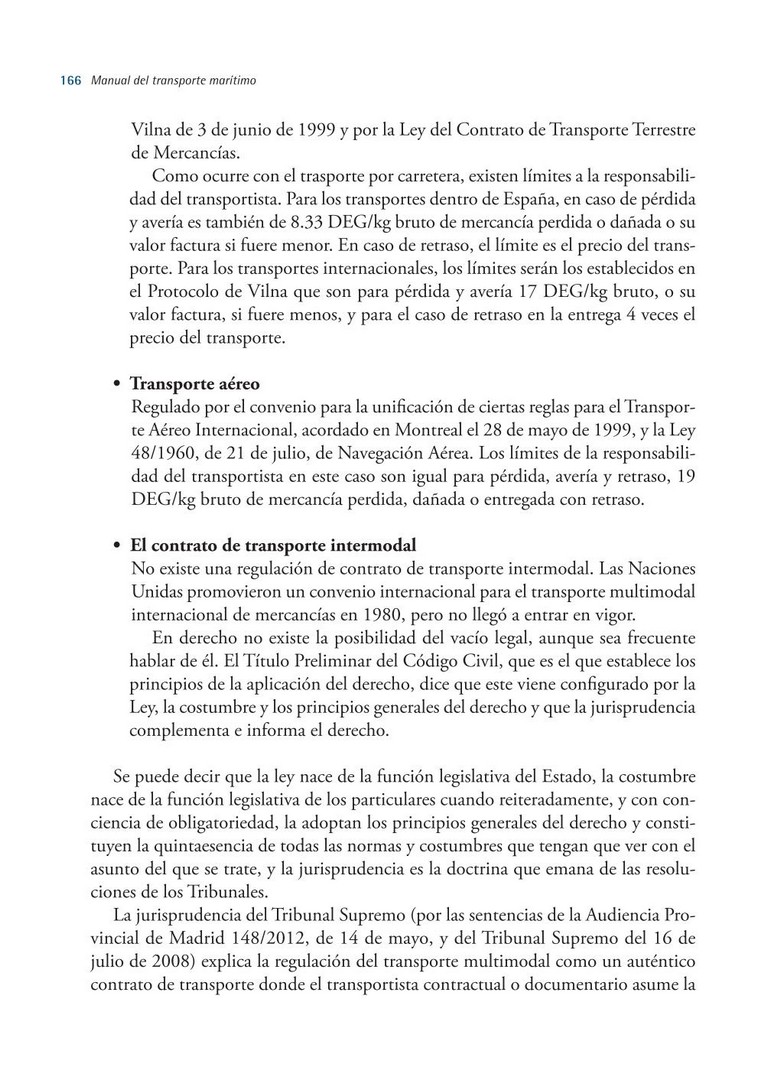 166 Manual del transporte marítimo
Vilna de 3 de junio de 1999 y por la Ley del Contrato de Transporte Terrestre
de Mercancías.
Como ocurre con el trasporte por carretera, existen límites a la responsabili-
dad del transportista. Para los transportes dentro de España, en caso de pérdida
y avería es también de 8.33 DEG/kg bruto de mercancía perdida o dañada o su
valor factura si fuere menor. En caso de retraso, el límite es el precio del trans-
porte. Para los transportes internacionales, los límites serán los establecidos en
el Protocolo de Vilna que son para pérdida y avería 17 DEG/kg bruto, o su
valor factura, si fuere menos, y para el caso de retraso en la entrega 4 veces el
precio del transporte.
• Transporte aéreo
Regulado por el convenio para la unificación de ciertas reglas para el Transpor-
te Aéreo Internacional, acordado en Montreal el 28 de mayo de 1999, y la Ley
48/1960, de 21 de julio, de Navegación Aérea. Los límites de la responsabili-
dad del transportista en este caso son igual para pérdida, avería y retraso, 19
DEG/kg bruto de mercancía perdida, dañada o entregada con retraso.
• El contrato de transporte intermodal
No existe una regulación de contrato de transporte intermodal. Las Naciones
Unidas promovieron un convenio internacional para el transporte multimodal
internacional de mercancías en 1980, pero no llegó a entrar en vigor.
En derecho no existe la posibilidad del vacío legal, aunque sea frecuente
hablar de él. El Título Preliminar del Código Civil, que es el que establece los
principios de la aplicación del derecho, dice que este viene configurado por la
Ley, la costumbre y los principios generales del derecho y que la jurisprudencia
complementa e informa el derecho.
Se puede decir que la ley nace de la función legislativa del Estado, la costumbre
nace de la función legislativa de los particulares cuando reiteradamente, y con con-
ciencia de obligatoriedad, la adoptan los principios generales del derecho y consti-
tuyen la quintaesencia de todas las normas y costumbres que tengan que ver con el
asunto del que se trate, y la jurisprudencia es la doctrina que emana de las resolu-
ciones de los Tribunales.
La jurisprudencia del Tribunal Supremo (por las sentencias de la Audiencia Pro-
vincial de Madrid 148/2012, de 14 de mayo, y del Tribunal Supremo del 16 de
julio de 2008) explica la regulación del transporte multimodal como un auténtico
contrato de transporte donde el transportista contractual o documentario asume la